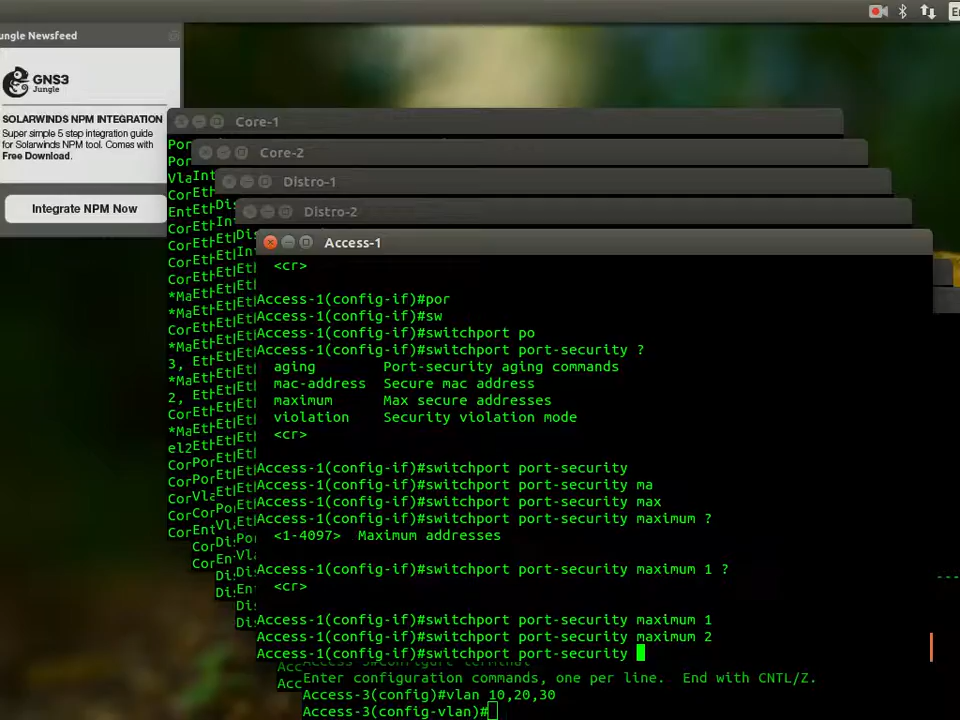 En
ungle Newsfeed
GNS3
Jungle
SOLARWINDS NPM INTEGRATION
Super simple 5 step integration guide
for Solarwinds NPM tool. Comes with
Free Download.
Integrate NPM Now
Core-1
Core-2
Distro-1
Distro-2
Access-1
<cr>
Access-1(config-if)#por
Access-1(config-if)#sw
Access-1(config-if)#switchport po
Access-1(config-if)#switchport port-security ?
aging Port-security aging commands
mac-address Secure mac address
maximum Max secure addresses
violation Security violation mode
<cr>
Access-1(config-if)#switchport port-security
Access-1(config-if)#switchport port-security ma
Access-1(config-if)#switchport port-security max
Access-1(config-if)#switchport port-security maximum ?
<1-4097> Maximum addresses
Access-1(config-if)#switchport port-security maximum 1 ?
<cr>
Access-1(config-if)#switchport port-security maximum 1
Access-1(config-if)#switchport port-security maximum 2
Access-1(config-if)#switchport port-security
Enter configuration commands, one per line. End with CNTL/Z.
Access-3(config)#vlan 10,20,30
Access-3(config-vlan)#